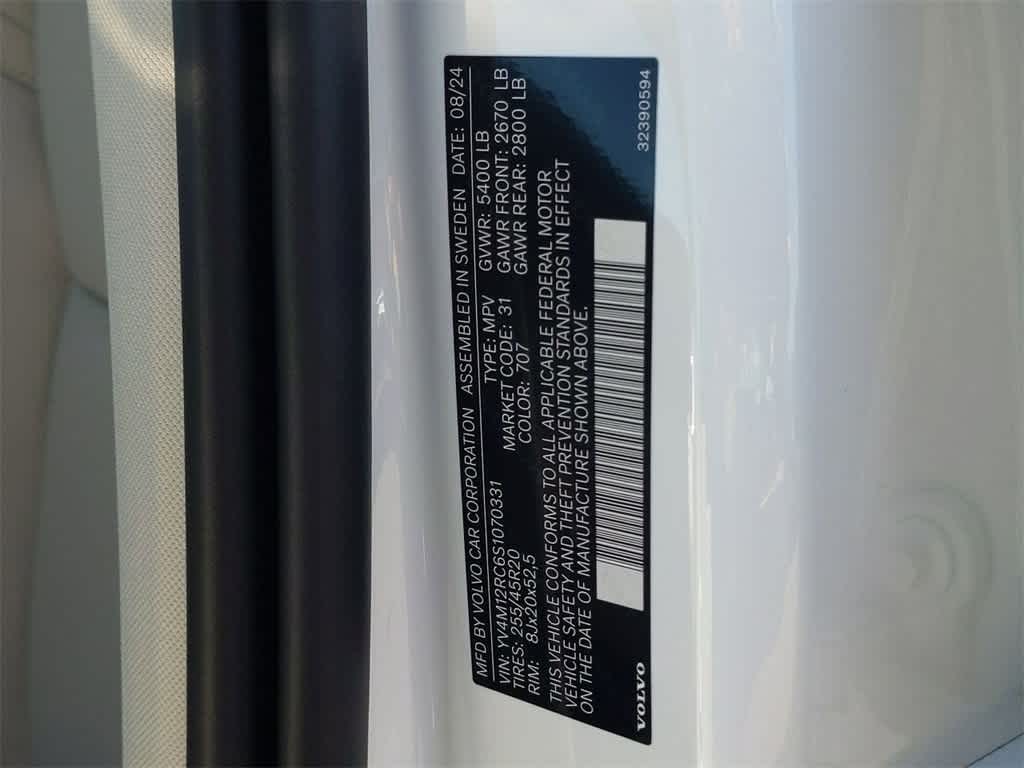 MFD BY VOLVO CAR CORPORATION ASSEMBLED IN SWEDEN DATE: 08/24
VIN: YV4M12RC6S1070331 TYPE: MPV GVWR: 5400 LB
TIRES: 255/45R20 MARKET CODE: 31 GAWR FRONT: 2670 LB
RIM: 8Jx20x52,5 COLOR: 707 GAWR REAR: 2800 LB
THIS VEHICLE CONFORMS TO ALL APPLICABLE FEDERAL MOTOR
VEHICLE SAFETY AND THEFT PREVENTION STANDARDS IN EFFECT
ON THE DATE OF MANUFACTURE SHOWN ABOVE.
VOLVO 32390594